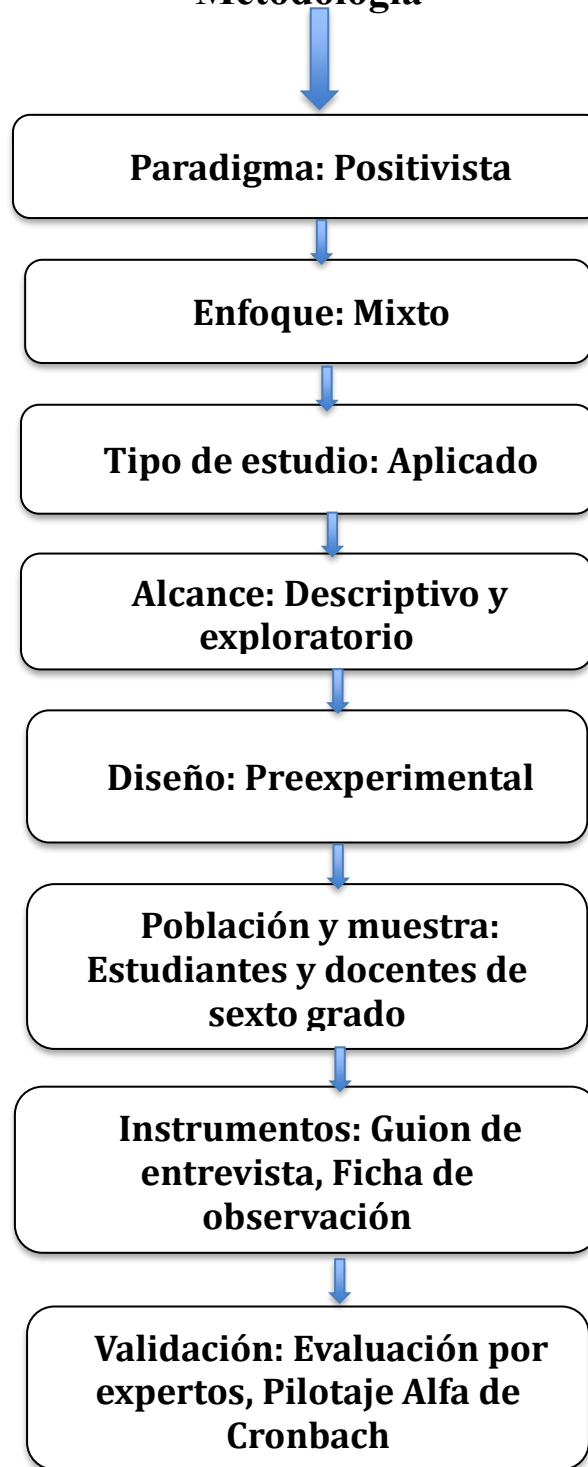 Metodología
Paradigma: Positivista
Enfoque: Mixto
Tipo de estudio: Aplicado
Alcance: Descriptivo y
exploratorio
Diseño: Preexperimental
Población y muestra:
Estudiantes y docentes de
sexto grado
Instrumentos: Guion de
entrevista, Ficha de
observación
Validación: Evaluación por
expertos, Pilotaje Alfa de
Cronbach